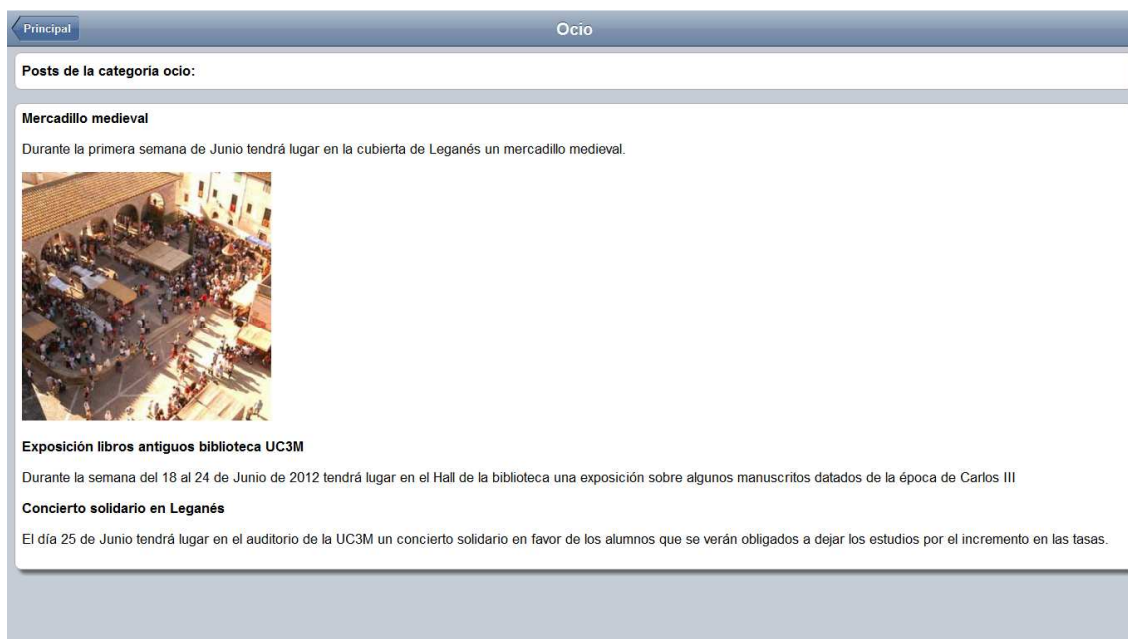 Principal
Ocio
Posts de la categoría ocio:
Mercadillo medieval
Durante la primera semana de Junio tendrá lugar en la cubierta de Leganés un mercadillo medieval.
Exposición libros antiguos biblioteca UC3M
Durante la semana del 18 al 24 de Junio de 2012 tendrá lugar en el Hall de la biblioteca una exposición sobre algunos manuscritos datados de la época de Carlos III
Concierto solidario en Leganés
El día 25 de Junio tendrá lugar en el auditorio de la UC3M un concierto solidario en favor de los alumnos que se verán obligados a dejar los estudios por el incremento en las tasas.